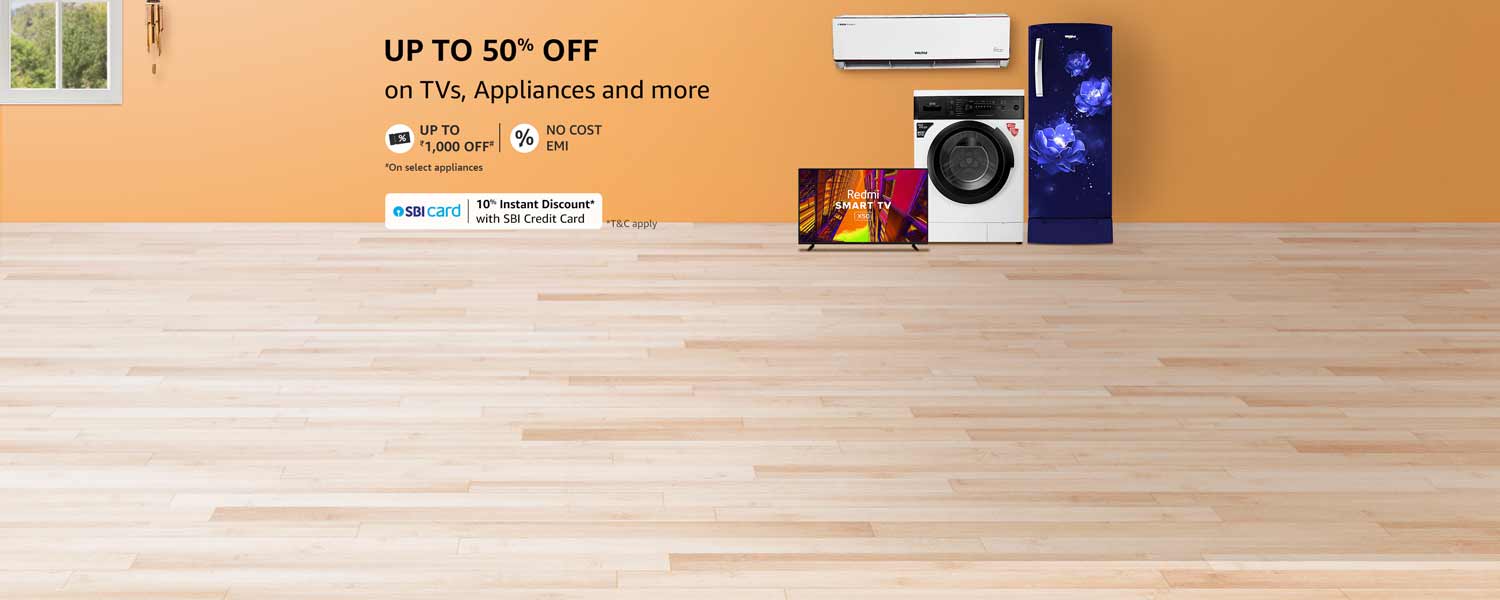 UP TO 50% OFF
on TVs, Appliances and more
UP TO
₹1,000 OFF#
NO COST
EMI
#On select appliances
SBI card
10% Instant Discount*
with SBI Credit Card
*T&C apply
Redmi
SMART TV
X50